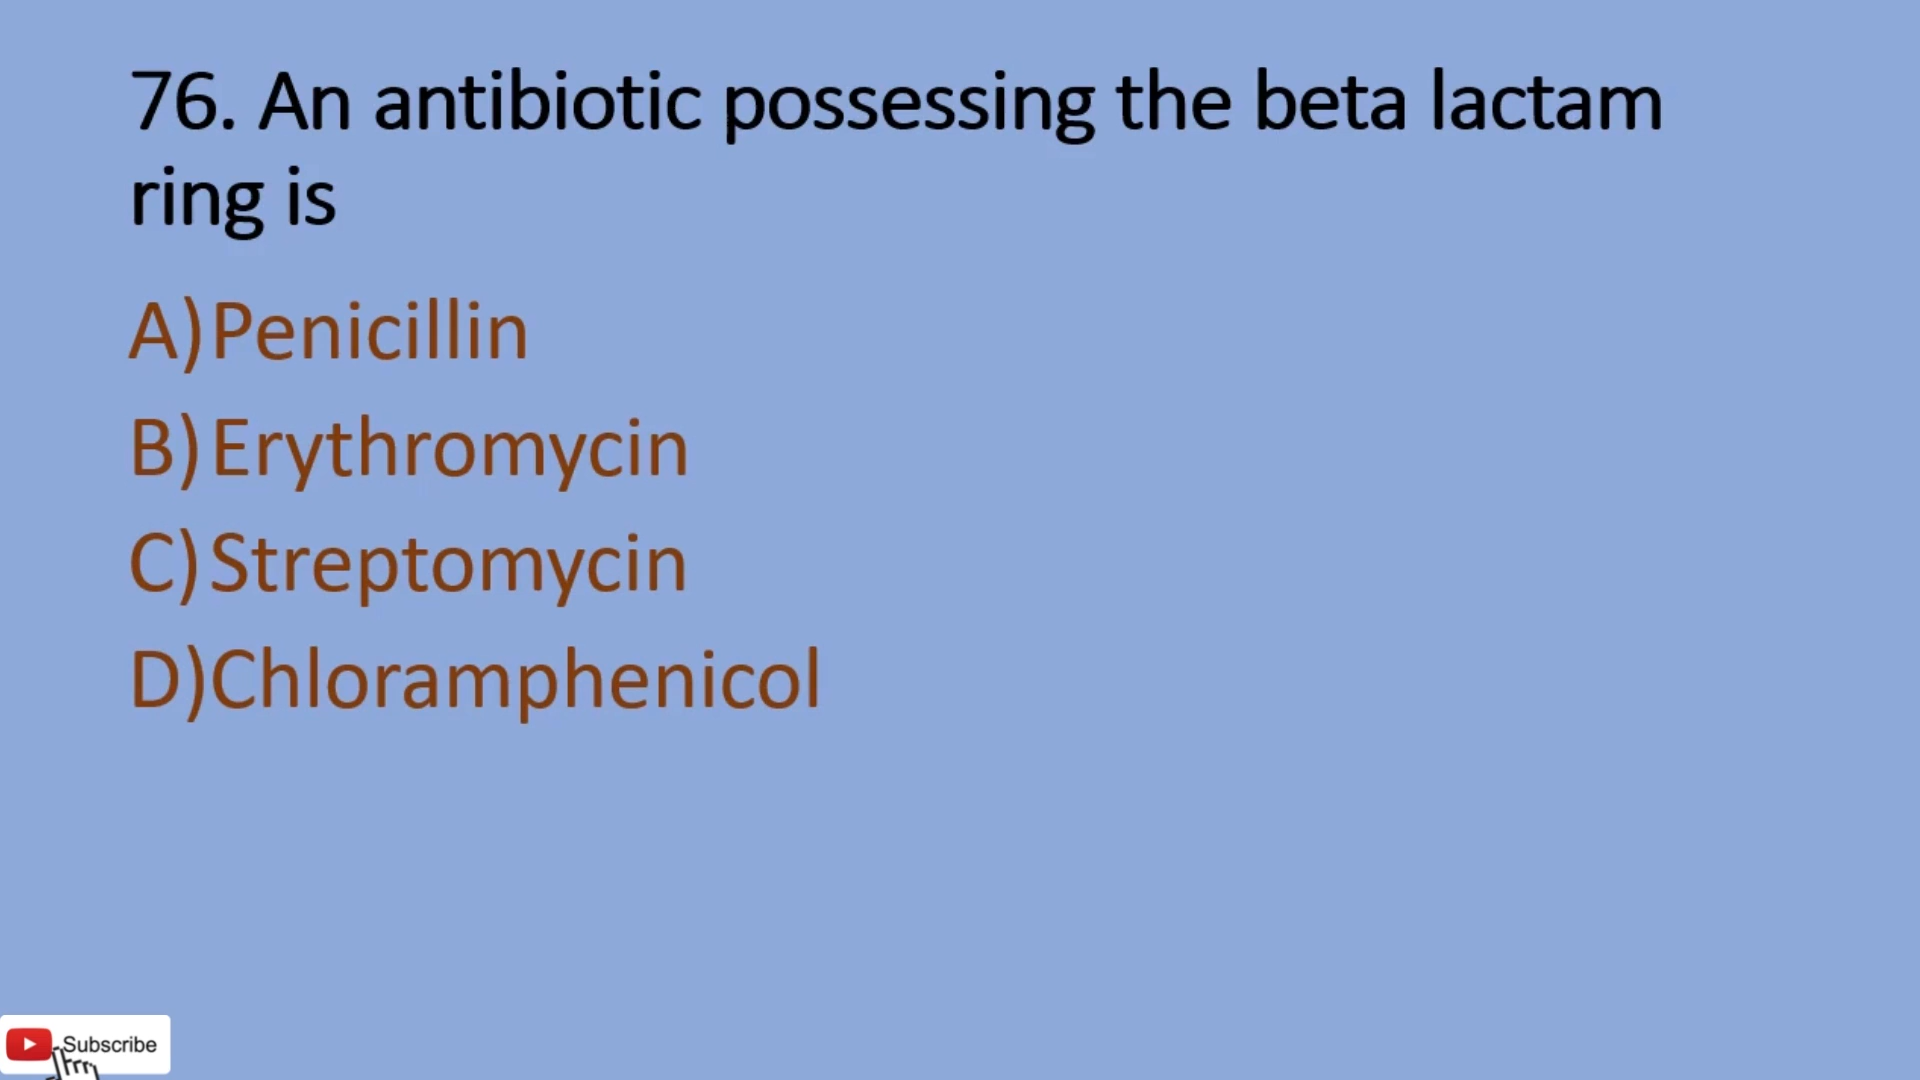 76. An antibiotic possessing the beta lactam
ring is
A)Penicillin
B)Erythromycin
C)Streptomycin
D)Chloramphenicol
Subscribe